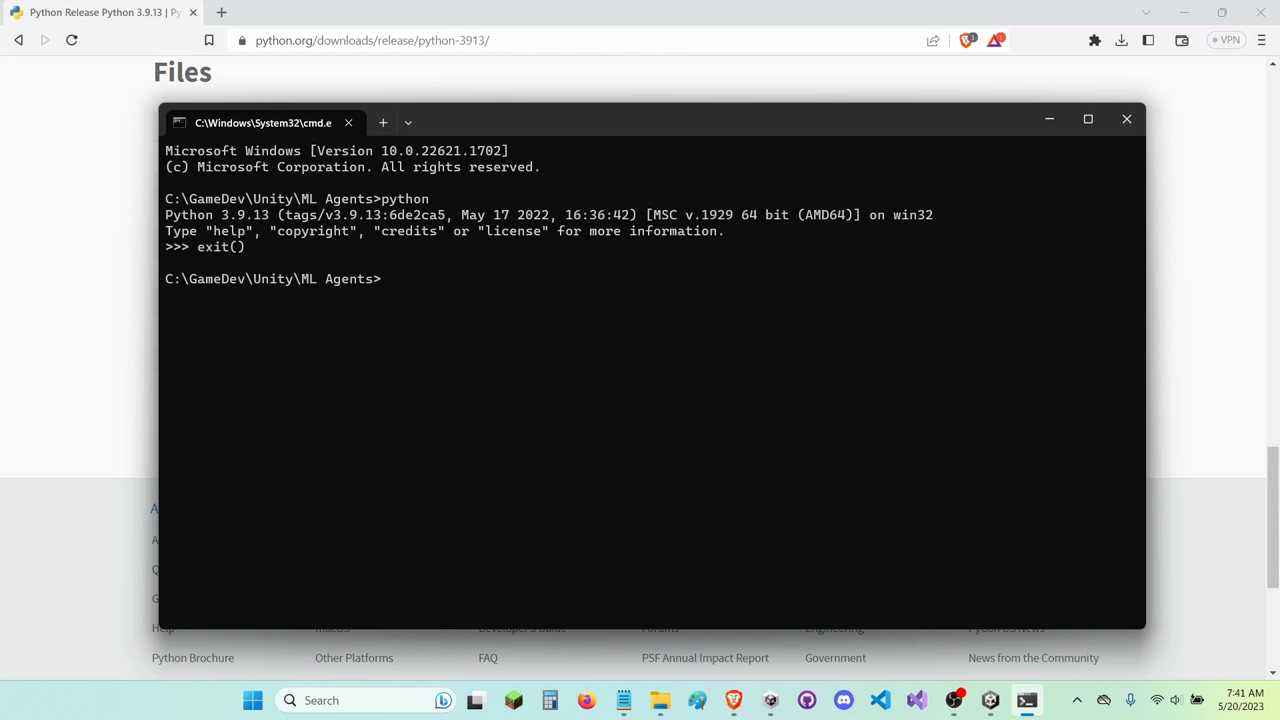 Python Release Python 3.9.13 | Py
python.org/downloads/release/python-3913/
3
1
VPN
Files
C:\Windows\System32\cmd.e
Microsoft Windows [Version 10.0.22621.1702]
(c) Microsoft Corporation. All rights reserved.
C:\GameDev\Unity\ML Agents>python
Python 3.9.13 (tags/v3.9.13:6de2ca5, May 17 2022, 16:36:42) [MSC v.1929 64 bit (AMD64)] on win32
Type "help", "copyright", "credits" or "license" for more information.
>>> exit()
C:\GameDev\Unity\ML Agents>
Python Brochure Other Platforms FAQ PSF Annual Impact Report Government News from the Community
Search
7:41 AM
5/20/2023